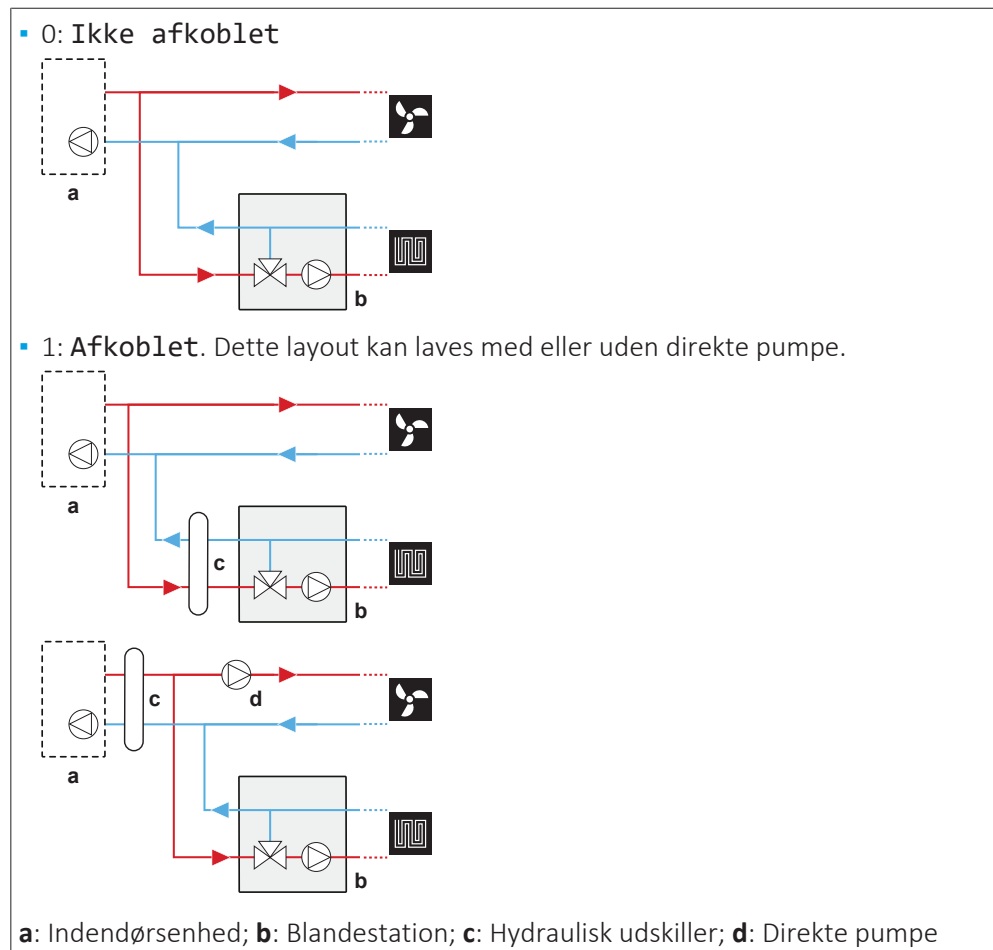 ▪ 0: Ikke afkoblet
a
b
▪ 1: Afkoblet. Dette layout kan laves med eller uden direkte pumpe.
a
c
b
c
d
a
b
a: Indendørsenhed; b: Blandestation; c: Hydraulisk udskiller; d: Direkte pumpe